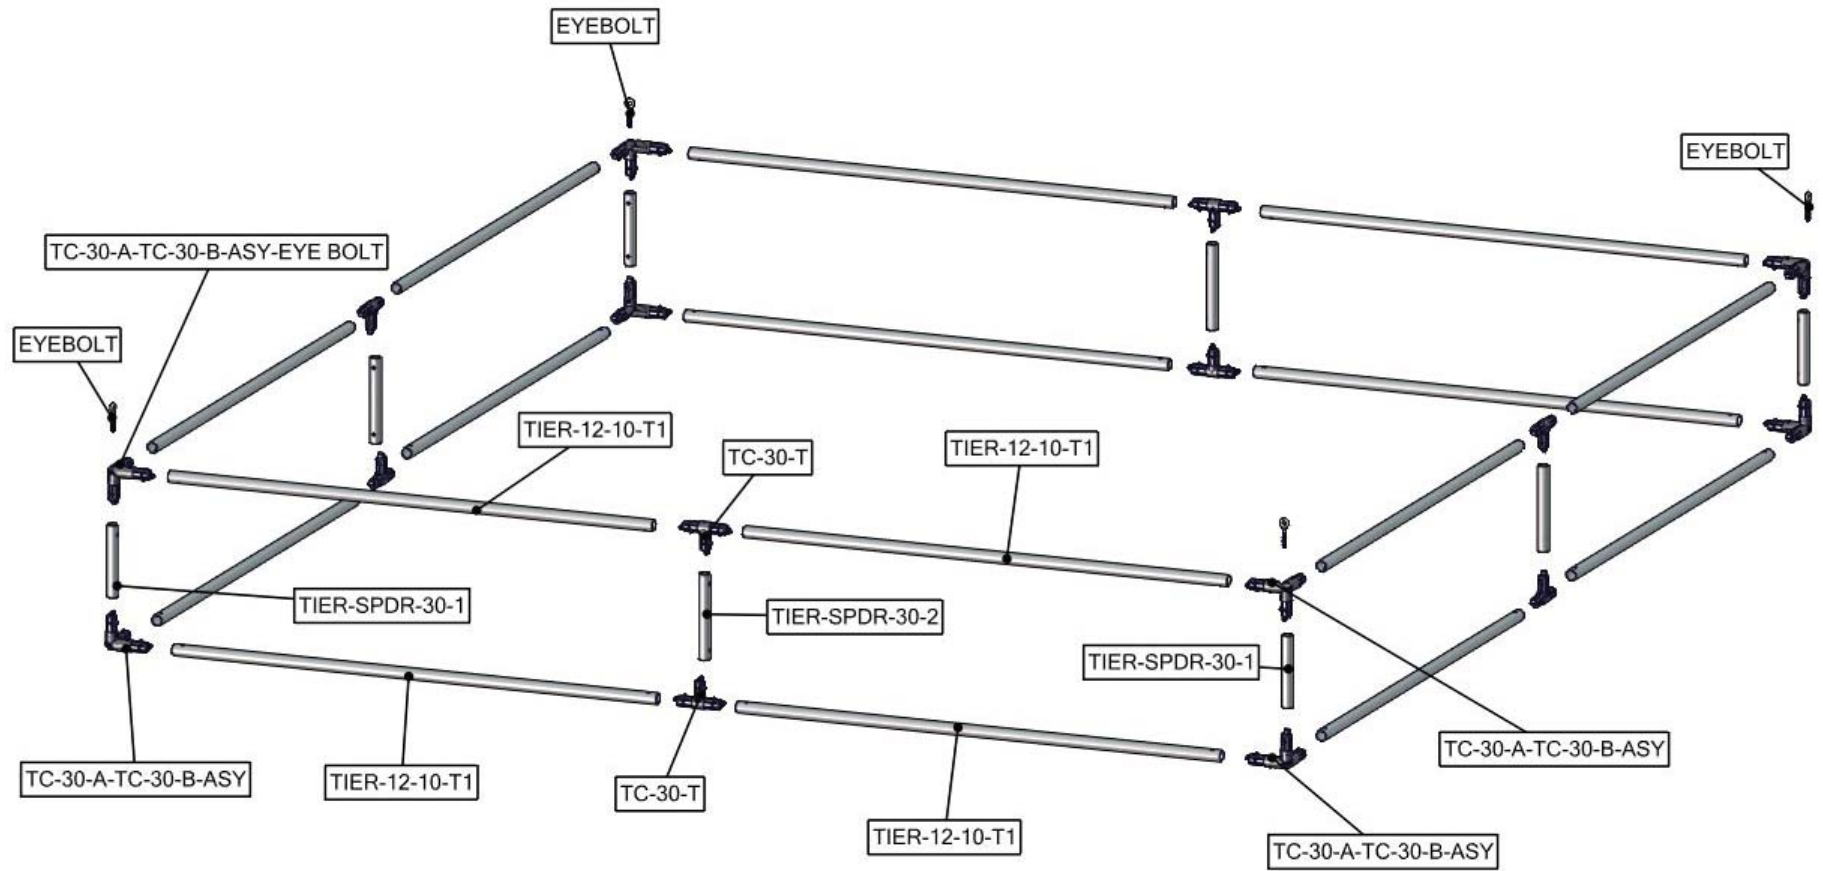 EYEBOLT
EYEBOLT
TC-30-A-TC-30-B-ASY-EYE BOLT
EYEBOLT
TIER-12-10-T1
TC-30-T
TIER-12-10-T1
TIER-SPDR-30-1
TIER-SPDR-30-2
TIER-SPDR-30-1
TC-30-A-TC-30-B-ASY
TC-30-A-TC-30-B-ASY
TIER-12-10-T1
TC-30-T
TIER-12-10-T1
TC-30-A-TC-30-B-ASY